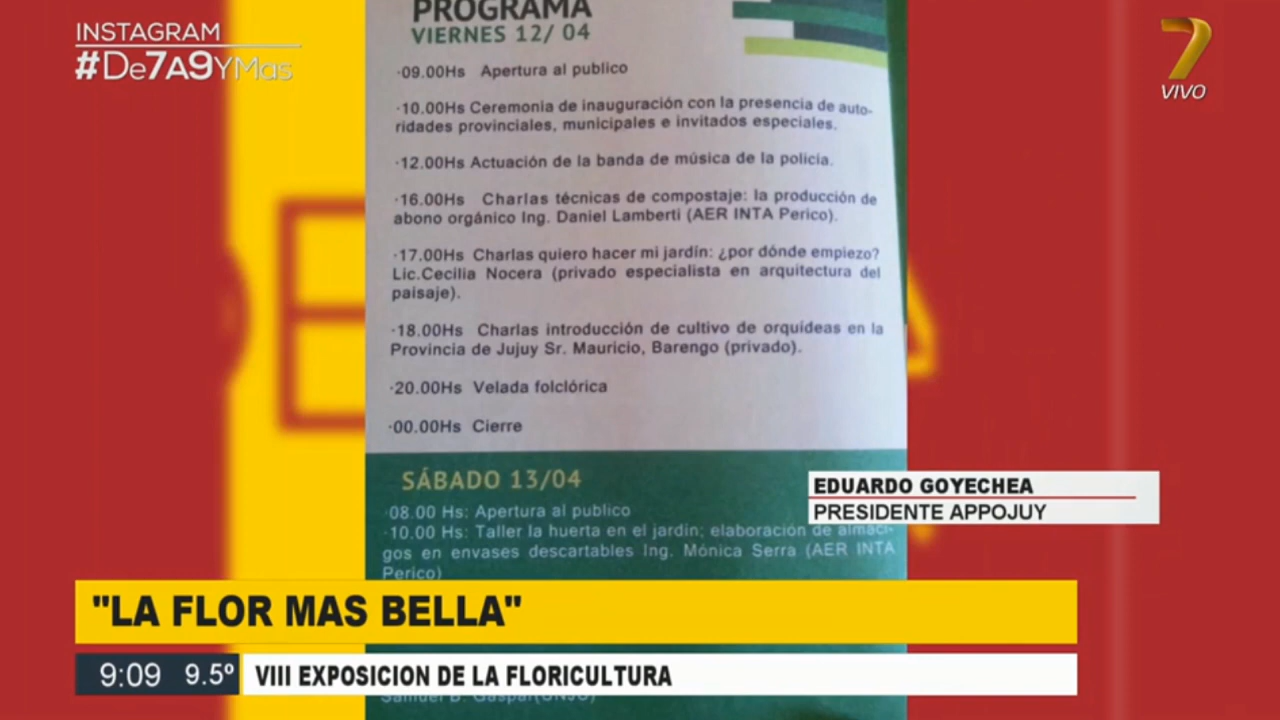 INSTAGRAM
#De7A9YMas
7
VIVO
PROGRAMA
VIERNES 12/ 04
·09.00Hs Apertura al publico
·10.00Hs Ceremonia de inauguración con la presencia de auto-
ridades provinciales, municipales e invitados especiales.
·12.00Hs Actuación de la banda de música de la policía.
·16.00Hs Charlas técnicas de compostaje: la producción de
abono orgánico Ing. Daniel Lamberti (AER INTA Perico).
·17.00Hs Charlas quiero hacer mi jardín: ¿por dónde empiezo?
Lic.Cecilia Nocera (privado especialista en arquitectura del
paisaje).
·18.00Hs Charlas introducción de cultivo de orquídeas en la
Provincia de Jujuy Sr. Mauricio, Barengo (privado).
·20.00Hs Velada folclórica
·00.00Hs Cierre
SÁBADO 13/04
·08.00 Hs: Apertura al publico
·10.00 Hs: Taller la huerta en el jardín; elaboración de almáci-
gos en envases descartables Ing. Mónica Serra (AER INTA
Perico)
EDUARDO GOYECHEA
PRESIDENTE APPOJUY
"LA FLOR MAS BELLA"
9:09 9.5º VIII EXPOSICION DE LA FLORICULTURA